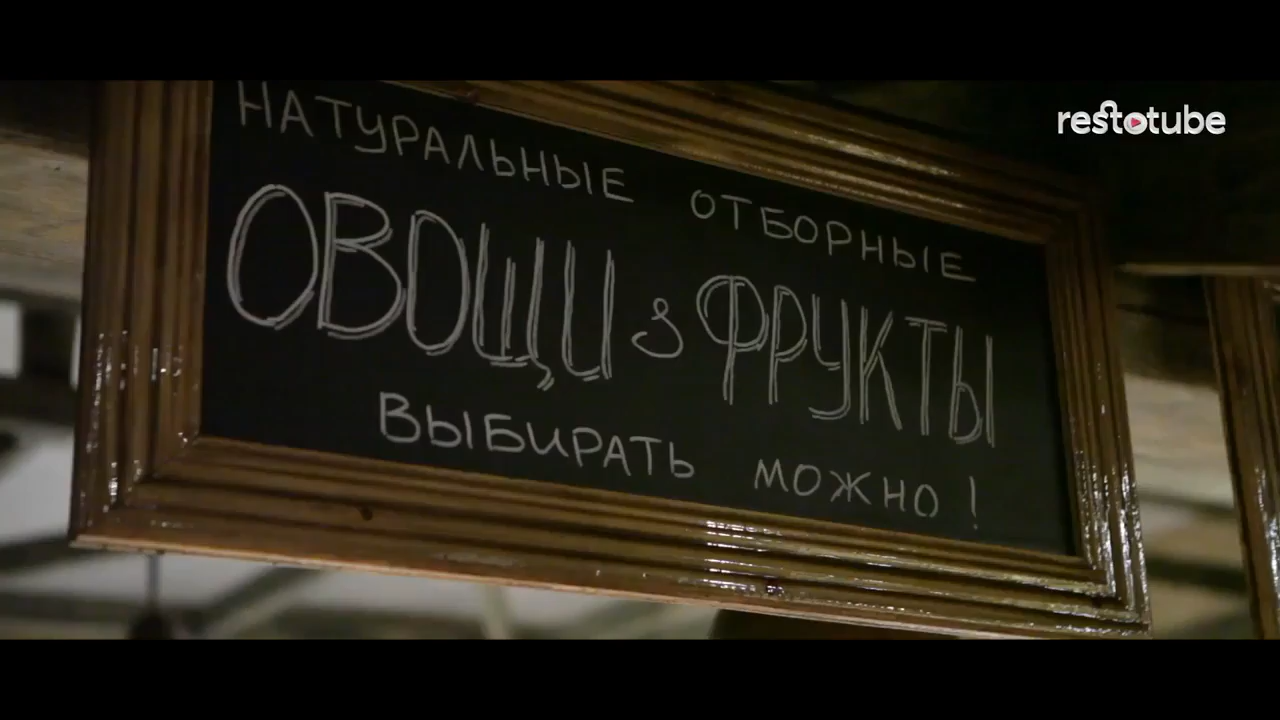 restotube
НАТУРАЛЬНЫЕ ОТБОРНЫЕ
ОВОЩИ & ФРУКТЫ
ВЫБИРАТЬ МОЖНО!